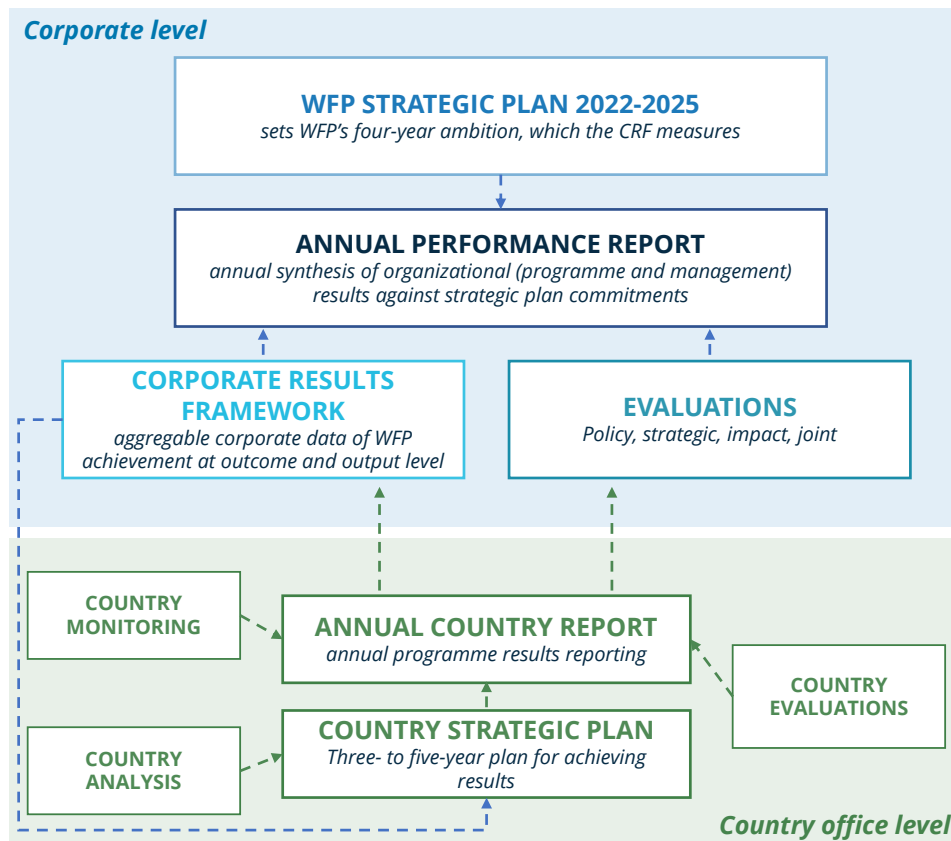 Corporate level
WFP STRATEGIC PLAN 2022-2025
sets WFP's four-year ambition, which the CRF measures
ANNUAL PERFORMANCE REPORT
annual synthesis of organizational (programme and management)
results against strategic plan commitments
CORPORATE RESULTS
FRAMEWORK
aggregable corporate data of WFP
achievement at outcome and output level
EVALUATIONS
Policy, strategic, impact, joint
COUNTRY
MONITORING
ANNUAL COUNTRY REPORT
annual programme results reporting
COUNTRY
EVALUATIONS
COUNTRY STRATEGIC PLAN
Three- to five-year plan for achieving
results
COUNTRY
ANALYSIS
Country office level